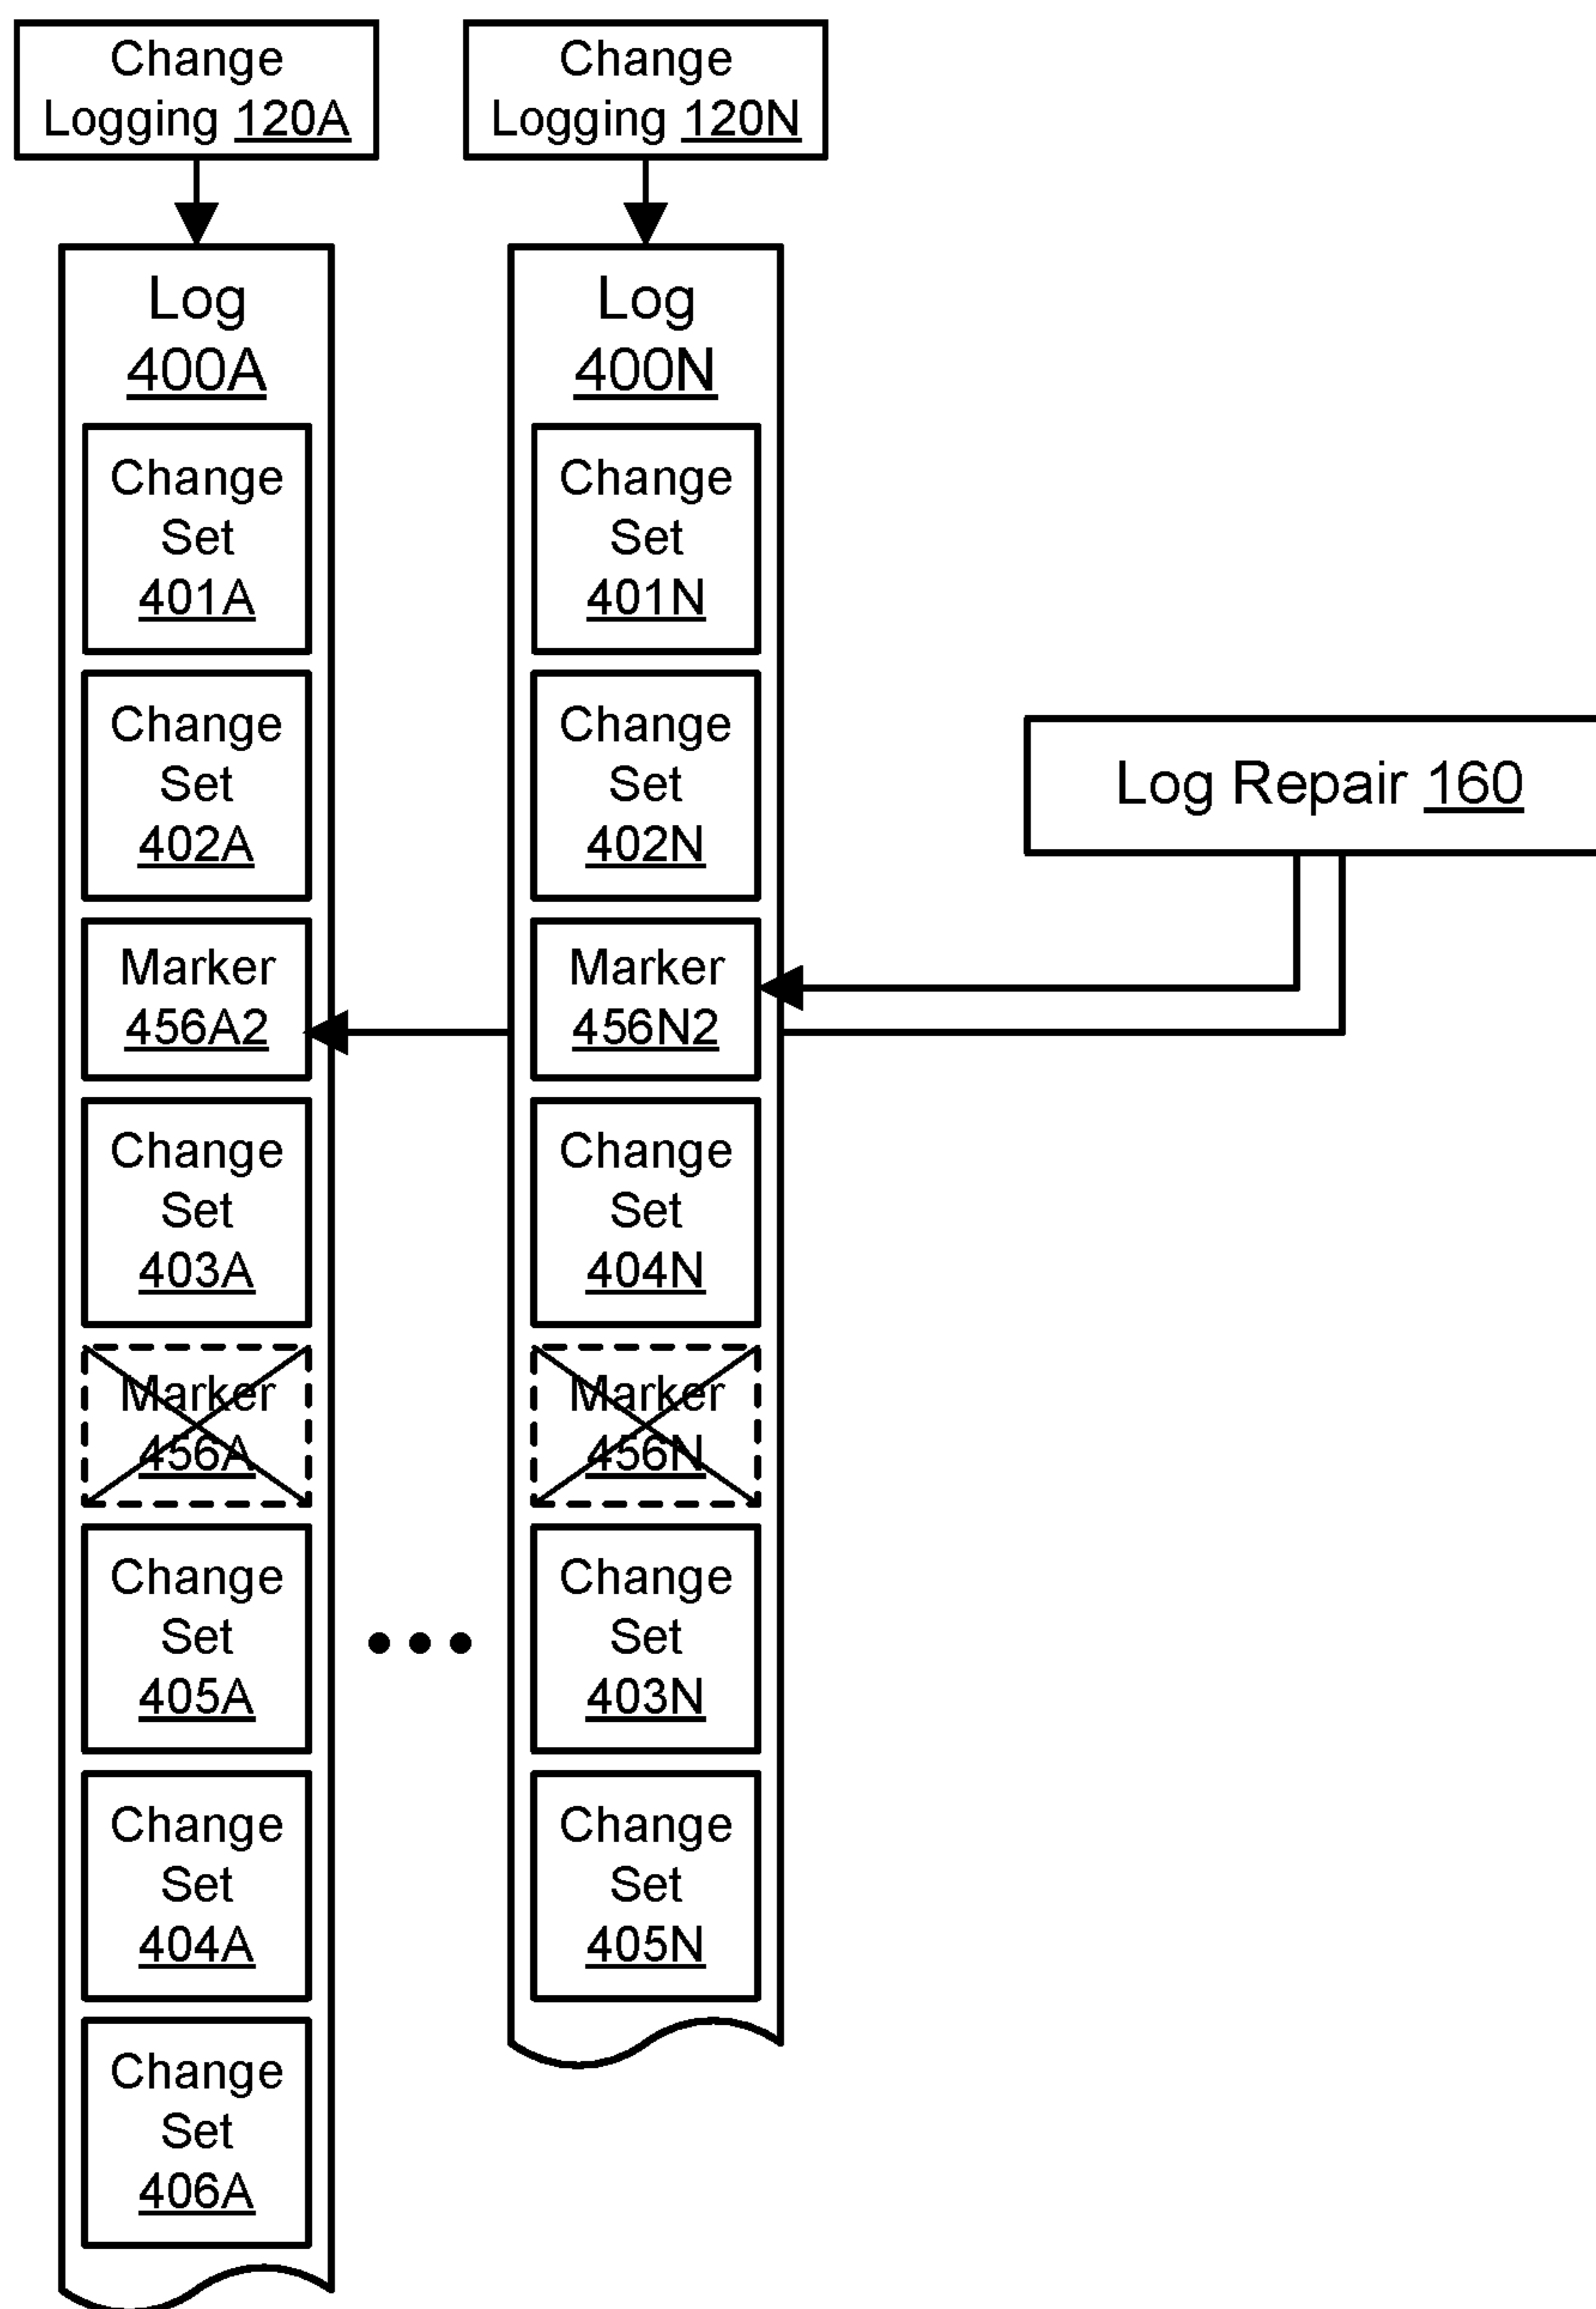 Change
Logging 120A
Change
Logging 120N
Log
400A
Change
Set
401A
Change
Set
402A
Marker
456A2
Change
Set
403A
Marker
456A
Change
Set
405A
Change
Set
404A
Change
Set
406A
Log
400N
Change
Set
401N
Change
Set
402N
Marker
456N2
Change
Set
404N
Marker
456N
Change
Set
403N
Change
Set
405N
Log Repair 160